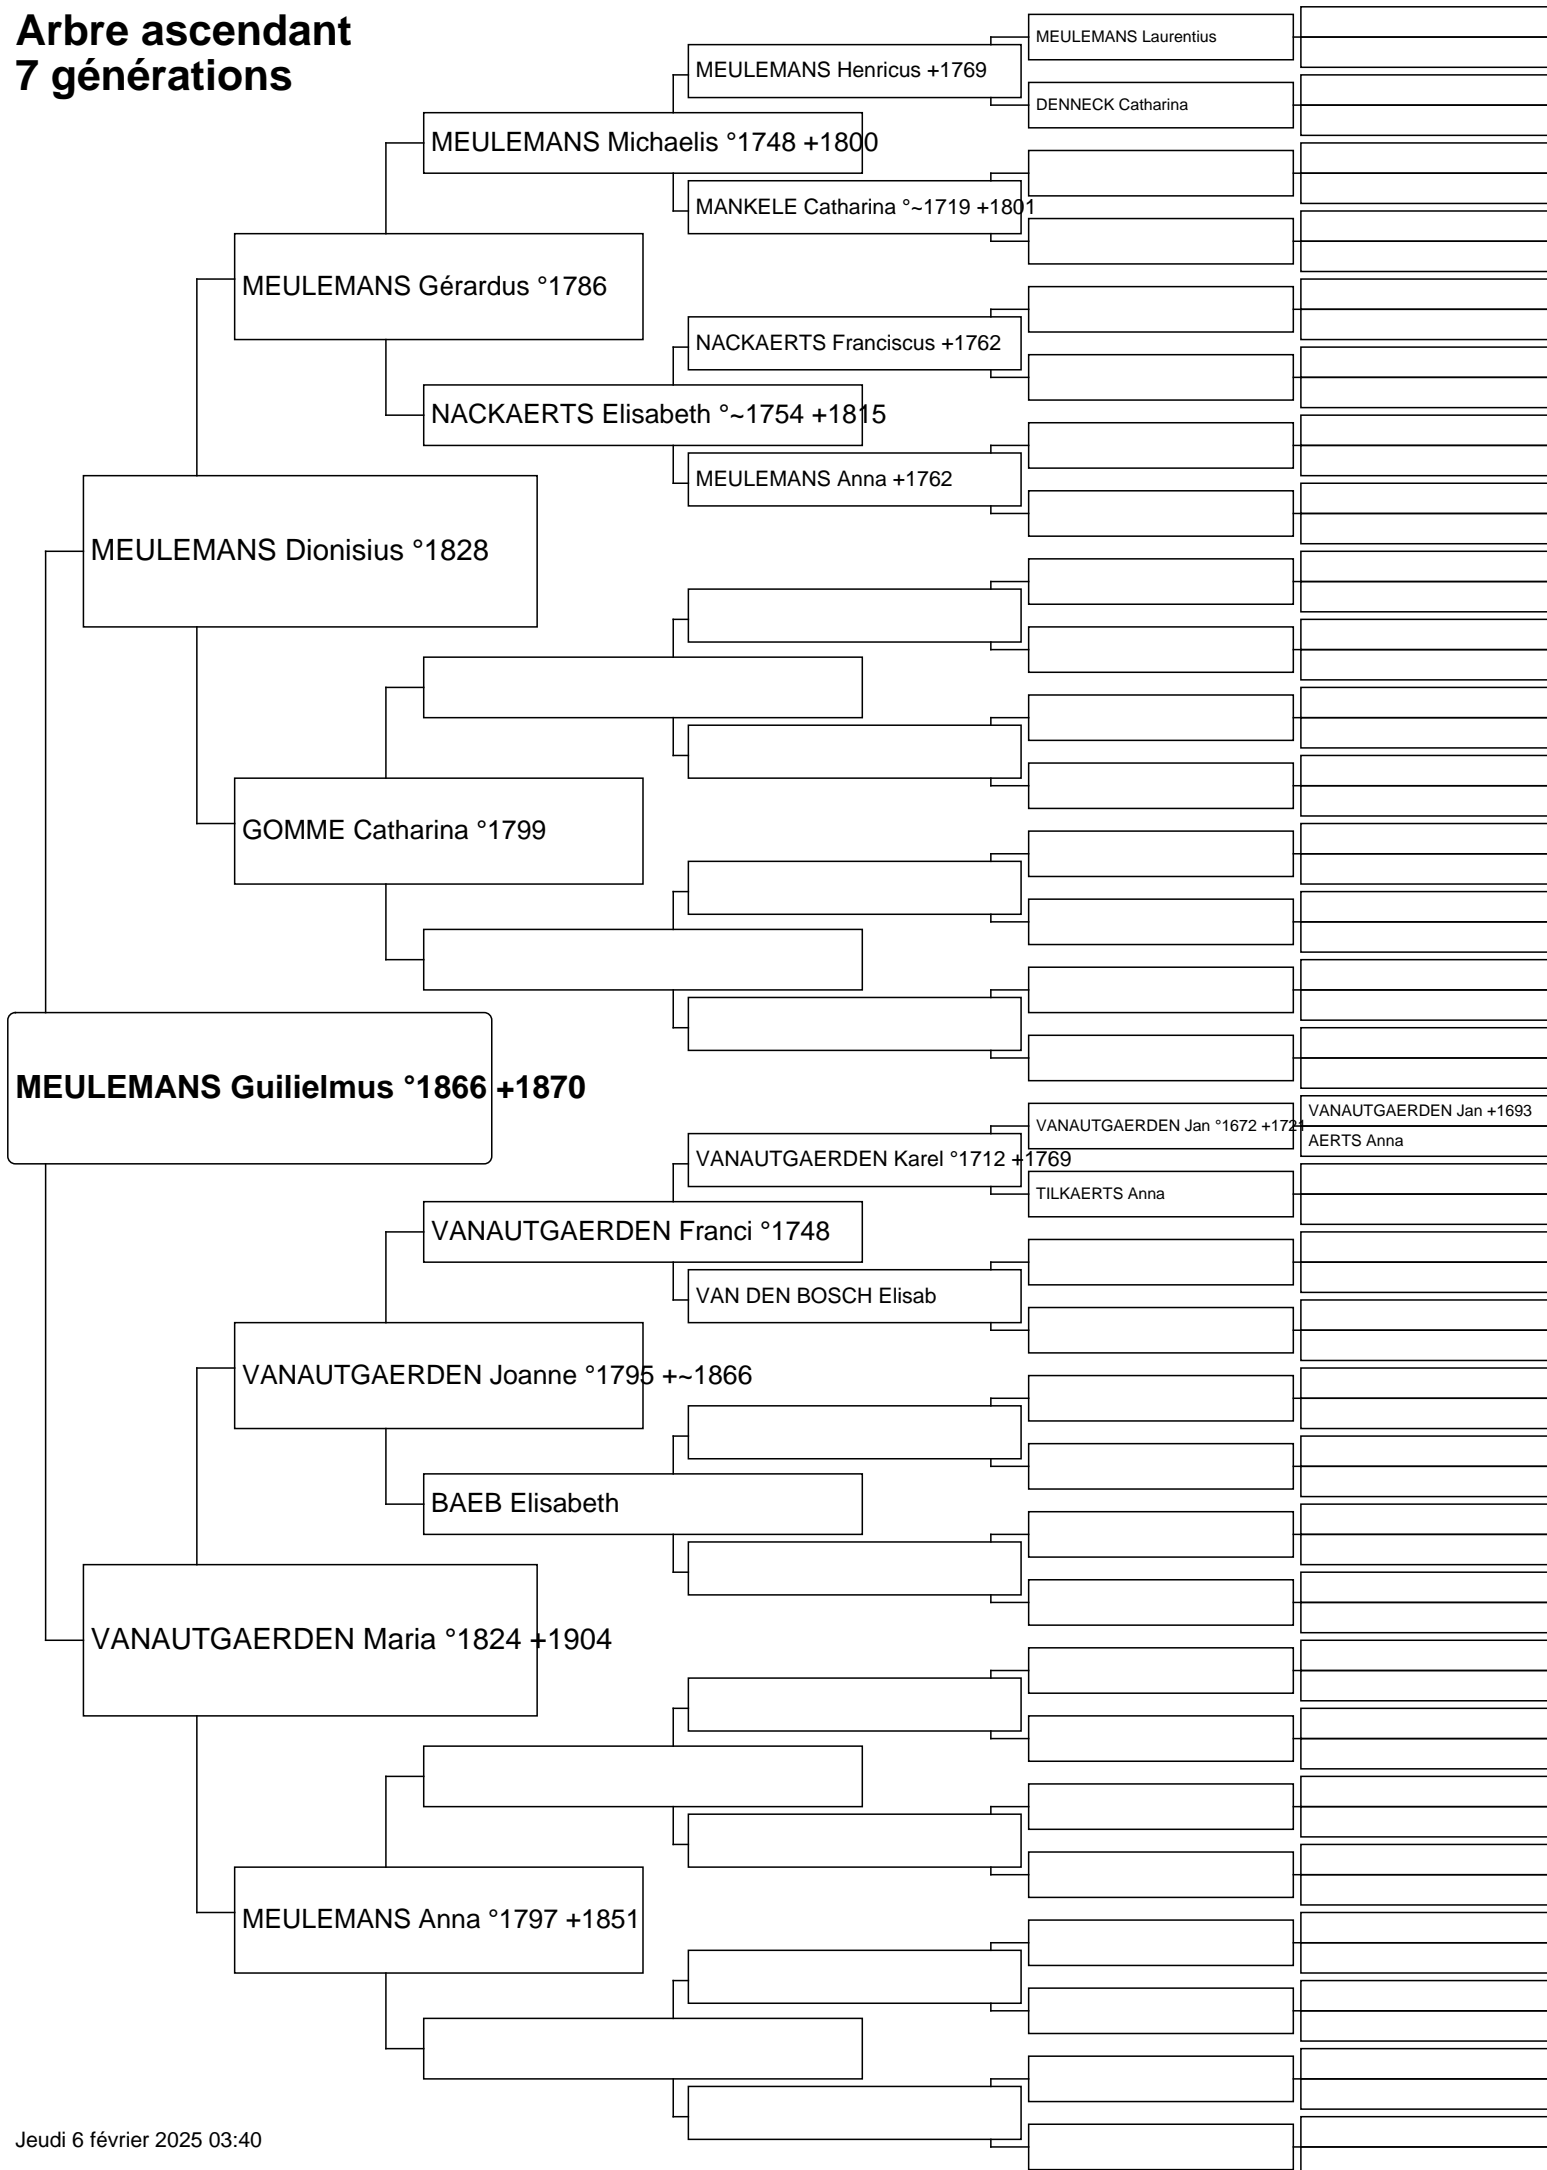 Arbre ascendant
7 générations
MEULEMANS Laurentius
MEULEMANS Henricus +1769
DENNECK Catharina
MEULEMANS Michaelis °1748 +1800
MANKELE Catharina °~1719 +1801
MEULEMANS Gérardus °1786
NACKAERTS Franciscus +1762
NACKAERTS Elisabeth °~1754 +1815
MEULEMANS Anna +1762
MEULEMANS Dionisius °1828
GOMME Catharina °1799
MEULEMANS Guilielmus °1866 +1870
VANAUTGAERDEN Jan +1693
VANAUTGAERDEN Jan °1672 +1721
AERTS Anna
VANAUTGAERDEN Karel °1712 +1769
TILKAERTS Anna
VANAUTGAERDEN Franci °1748
VAN DEN BOSCH Elisab
VANAUTGAERDEN Joanne °1795 +~1866
BAEB Elisabeth
VANAUTGAERDEN Maria °1824 +1904
MEULEMANS Anna °1797 +1851
Jeudi 6 février 2025 03:40